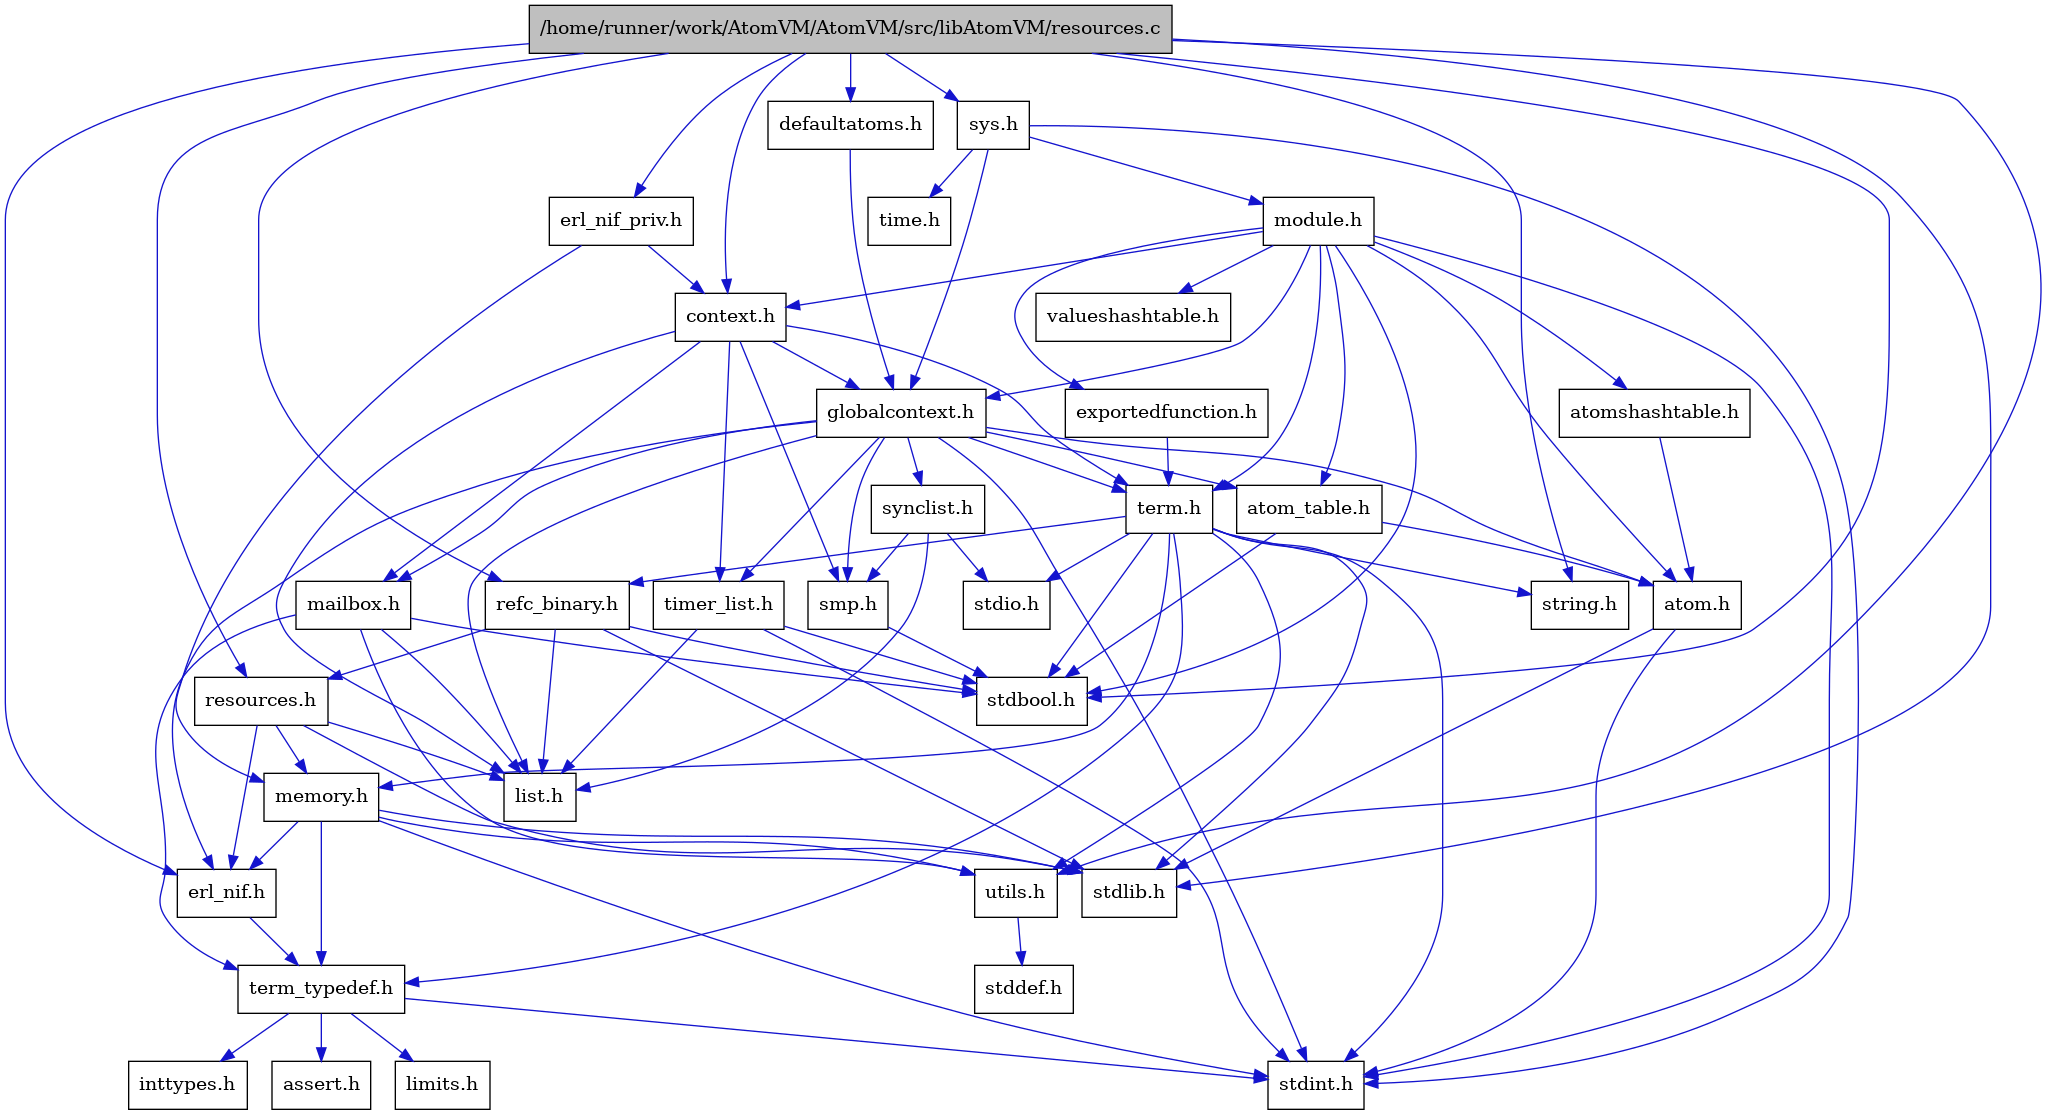 /home/runner/work/AtomVM/AtomVM/src/libAtomVM/resources.c
defaultatoms.h
sys.h
erl_nif_priv.h
time.h
module.h
context.h
valueshashtable.h
globalcontext.h
exportedfunction.h
atomshashtable.h
synclist.h
term.h
atom_table.h
mailbox.h
refc_binary.h
timer_list.h
smp.h
stdio.h
string.h
atom.h
resources.h
stdbool.h
memory.h
list.h
erl_nif.h
utils.h
stdlib.h
term_typedef.h
stddef.h
inttypes.h
assert.h
limits.h
stdint.h